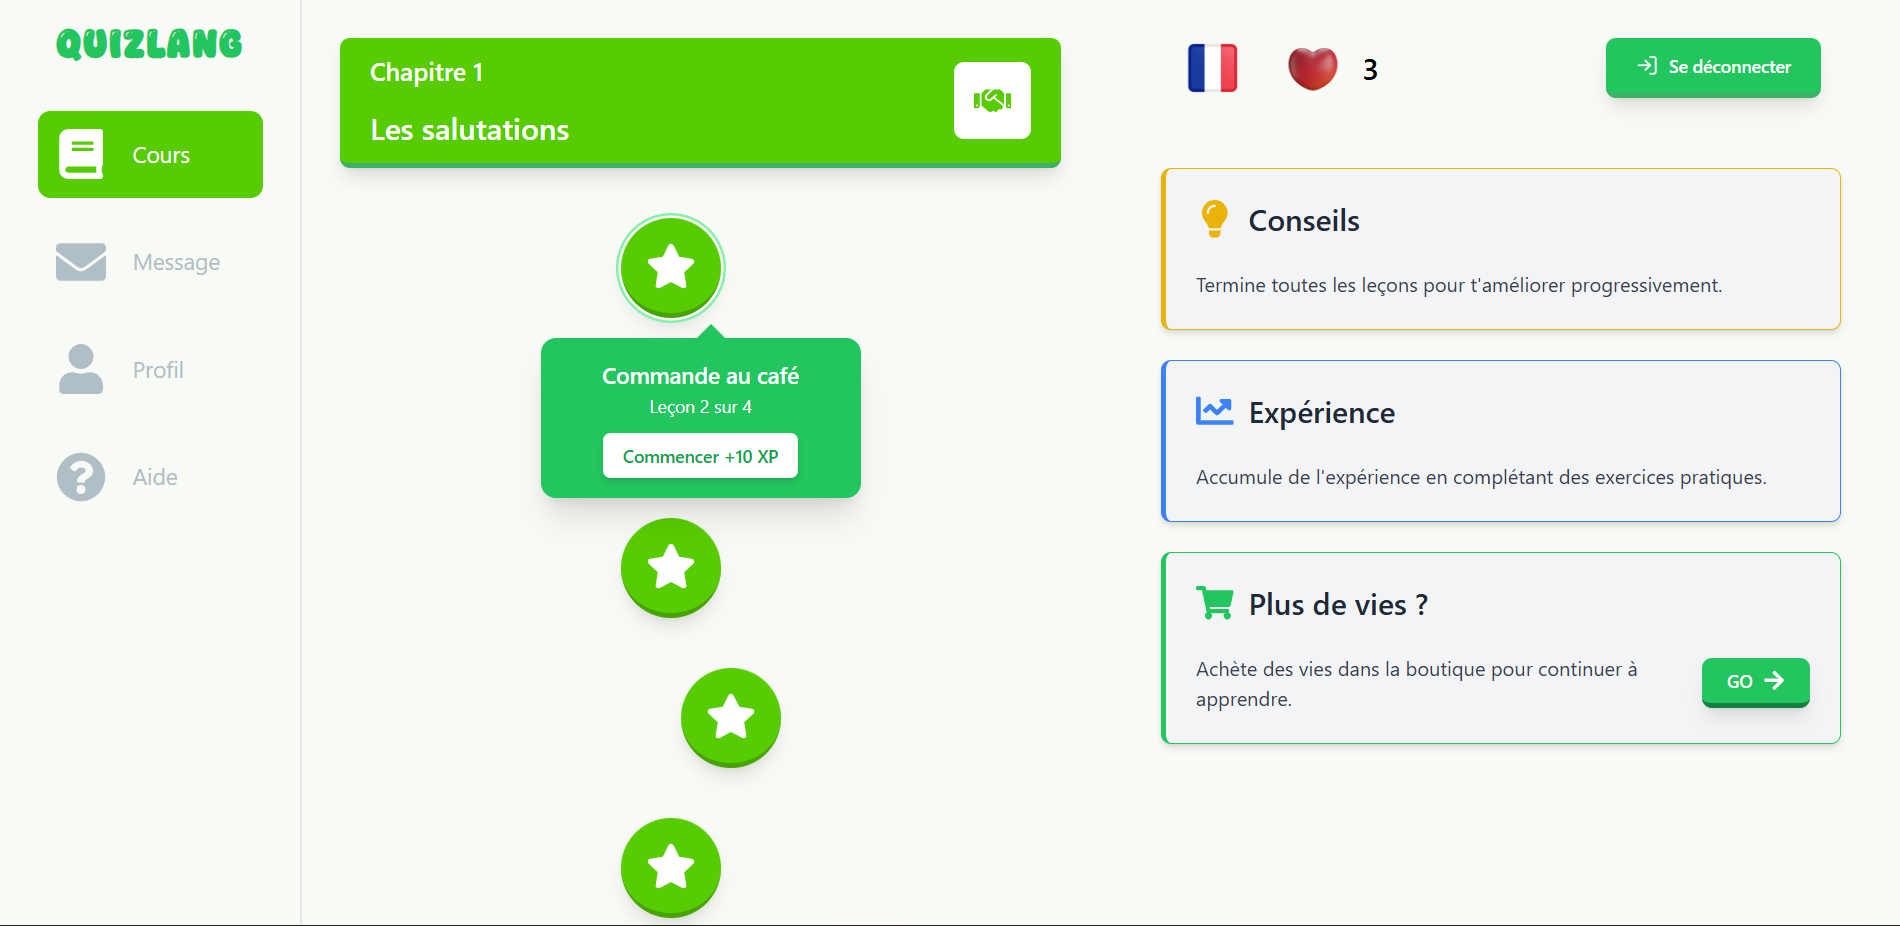 QUIZLANG
Cours
Message
Profil
Aide
Chapitre 1
Les salutations
Commande au café
Leçon 2 sur 4
Commencer +10 XP
3
Se déconnecter
Conseils
Termine toutes les leçons pour t'améliorer progressivement.
Expérience
Accumule de l'expérience en complétant des exercices pratiques.
Plus de vies ?
Achète des vies dans la boutique pour continuer à
apprendre.
GO